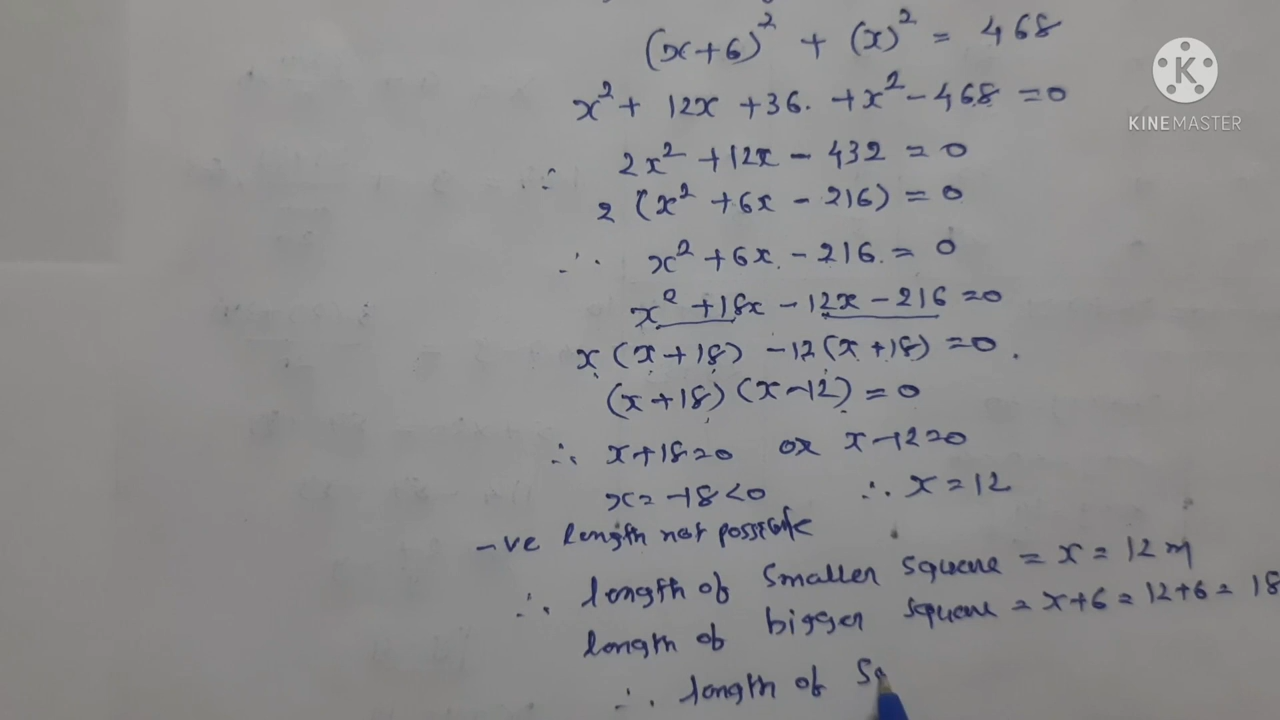 (x+6)² + (x)² = 468
x² + 12x + 36. + x² - 468 = 0
∴ 2x² + 12x - 432 = 0
2 (x² + 6x - 216) = 0
∴ x² + 6x - 216 = 0
x² + 18x - 12x - 216 = 0
x (x + 18) - 12 (x + 18) = 0.
(x + 18) (x - 12) = 0
∴ x + 18 = 0 or x - 12 = 0
x = -18 < 0 ∴ x = 12
-ve length not possible
∴ length of smaller square = x = 12 m
length of bigger square = x + 6 = 12 + 6 = 18
∴ length of
K
KINEMASTER